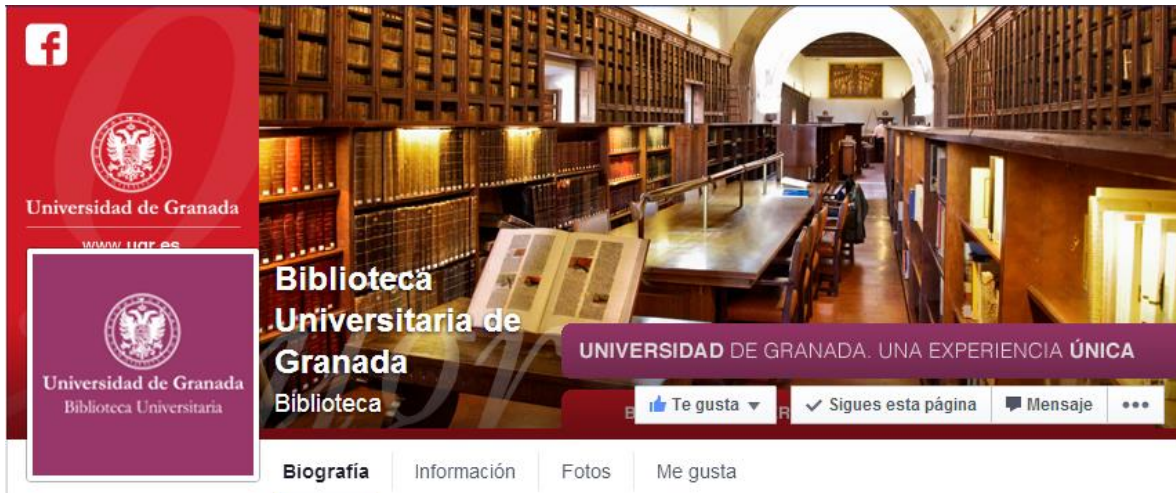 f
Universidad de Granada
www.ugr.es
Universidad de Granada
Biblioteca Universitaria
Biblioteca
Universitaria de
Granada
Biblioteca
UNIVERSIDAD DE GRANADA. UNA EXPERIENCIA ÚNICA
Te gusta
Sigues esta página
Mensaje
Biografía
Información
Fotos
Me gusta